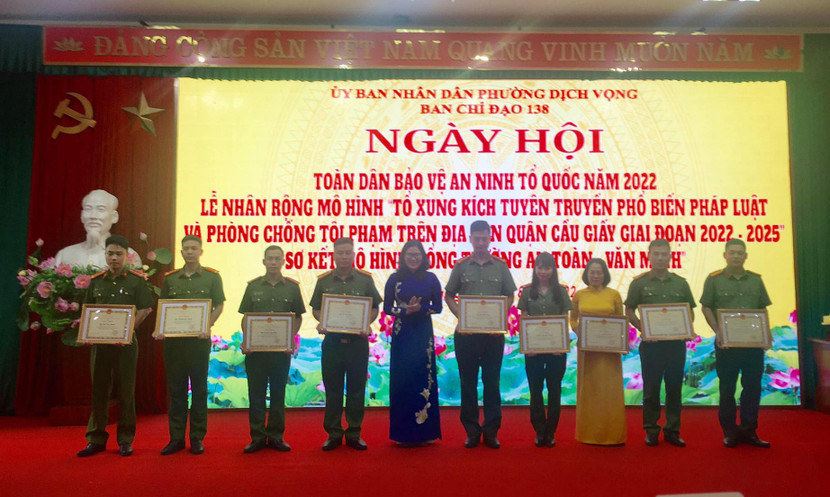 ĐẢNG CỘNG SẢN VIỆT NAM QUANG VINH MUÔN NĂM
ỦY BAN NHÂN DÂN PHƯỜNG DỊCH VỌNG
BAN CHỈ ĐẠO 138
NGÀY HỘI
TOÀN DÂN BẢO VỆ AN NINH TỔ QUỐC NĂM 2022
LỄ NHÂN RỘNG MÔ HÌNH "TỔ XUNG KÍCH TUYÊN TRUYỀN PHỔ BIẾN PHÁP LUẬT
VÀ PHÒNG CHỐNG TỘI PHẠM TRÊN ĐỊA QUẬN CẦU GIẤY GIAI ĐOẠN 2022 - 2025"
SƠ KẾT MÔ HÌNH TRƯỜNG AN TOÀN - VĂN MINH"